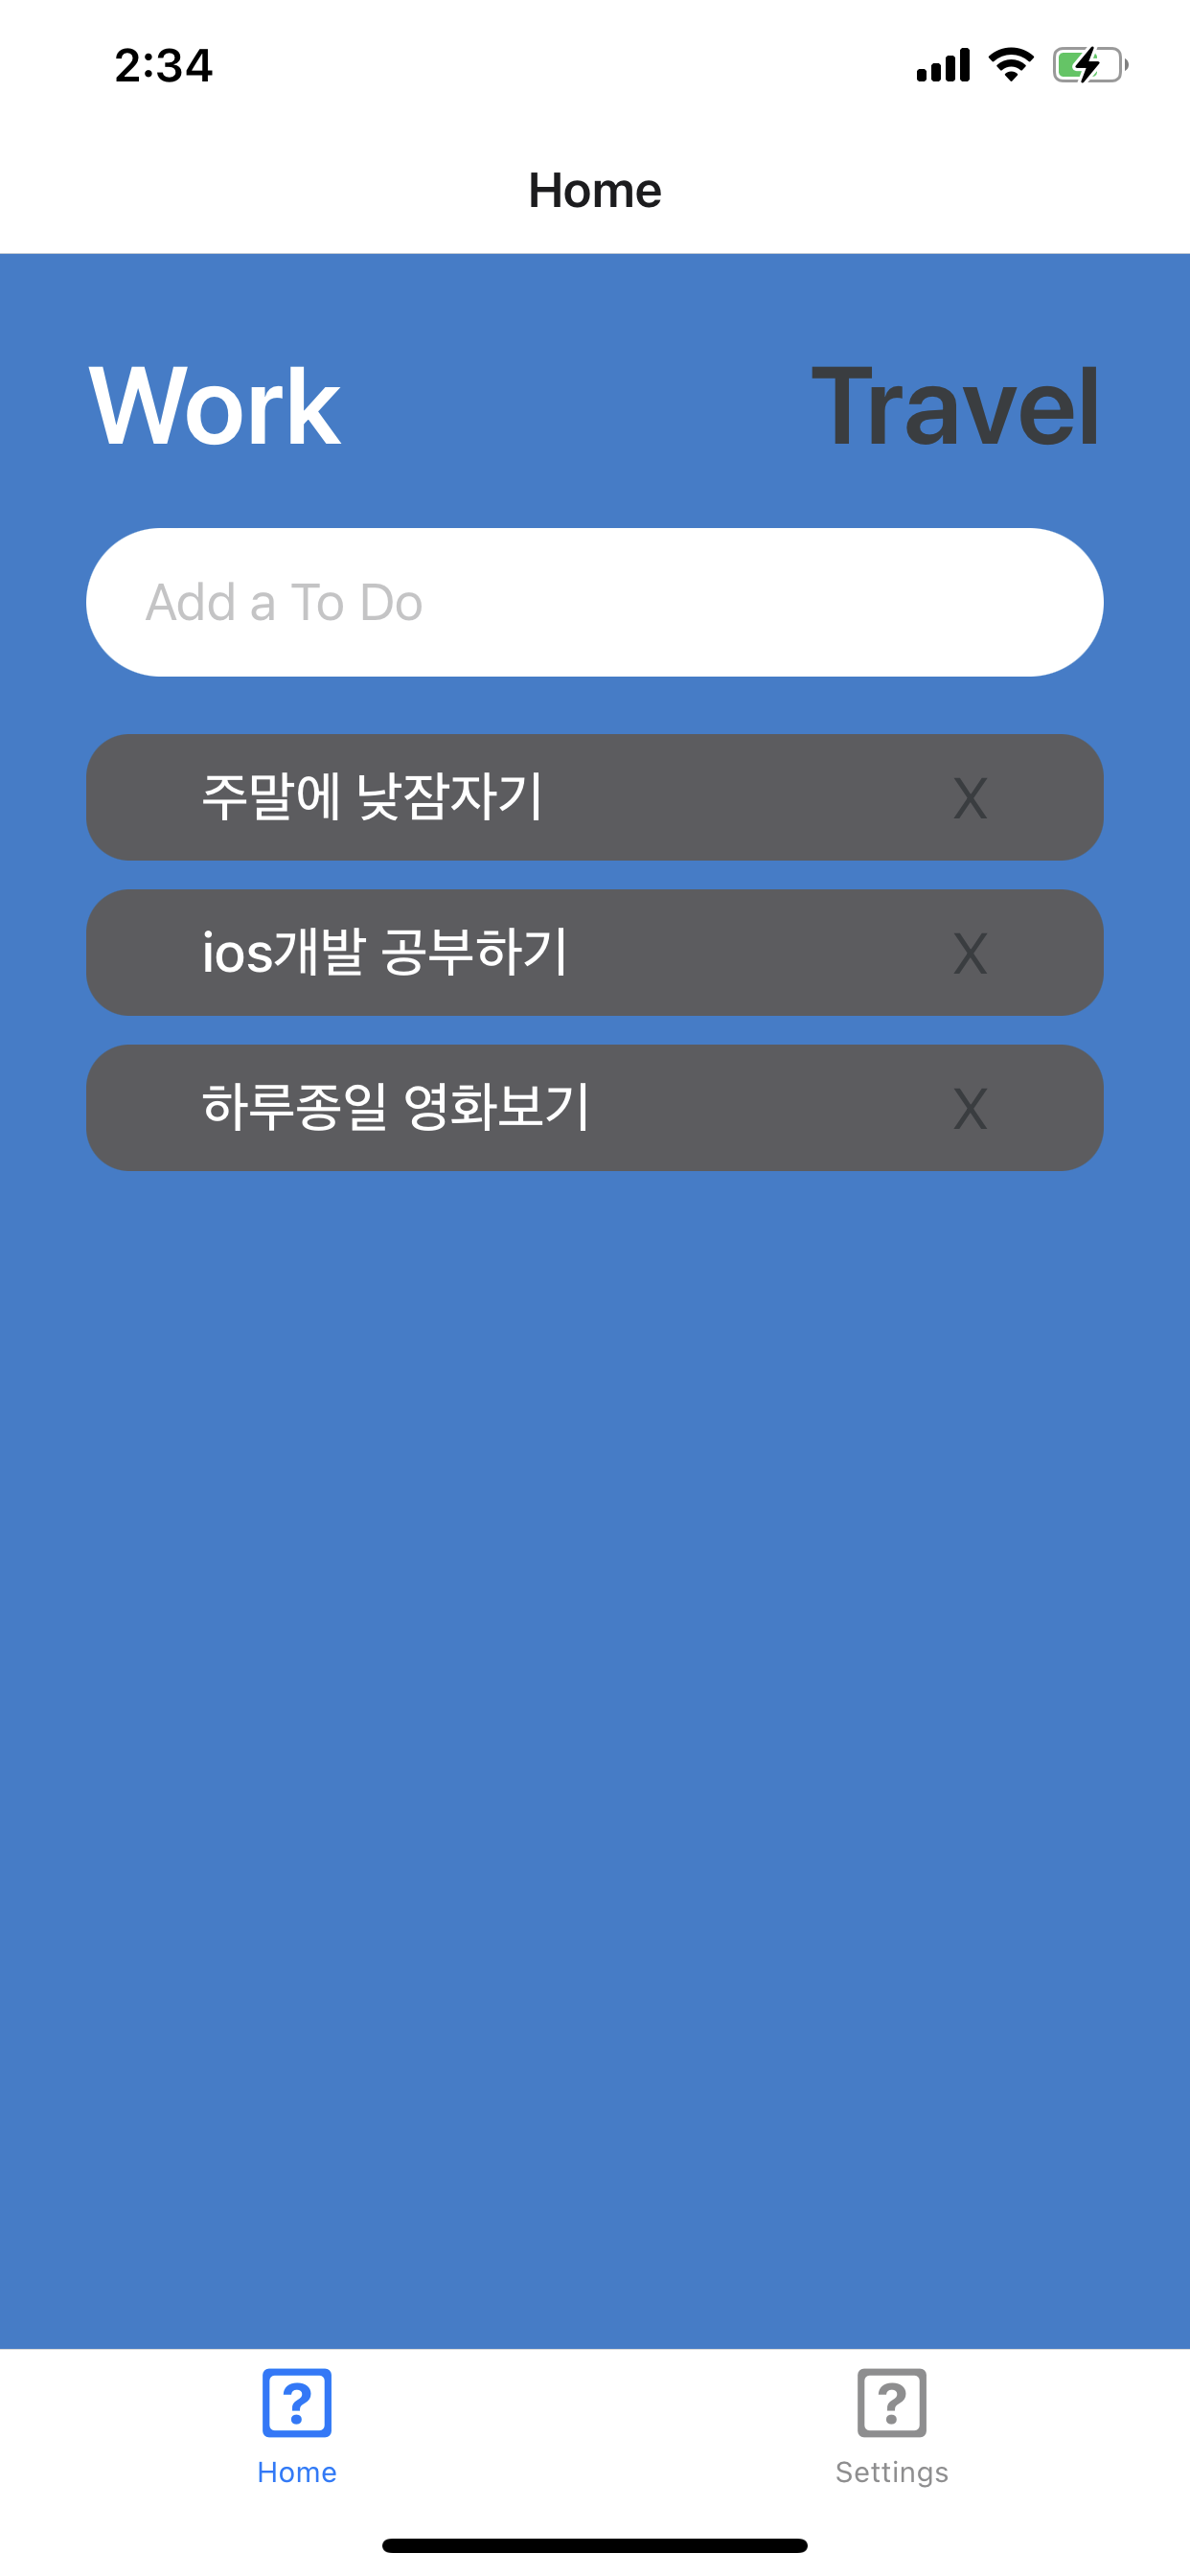 2:34
Home
Work Travel
Add a To Do
주말에 낮잠자기 X
ios개발 공부하기 X
하루종일 영화보기 X
? ?
Home Settings